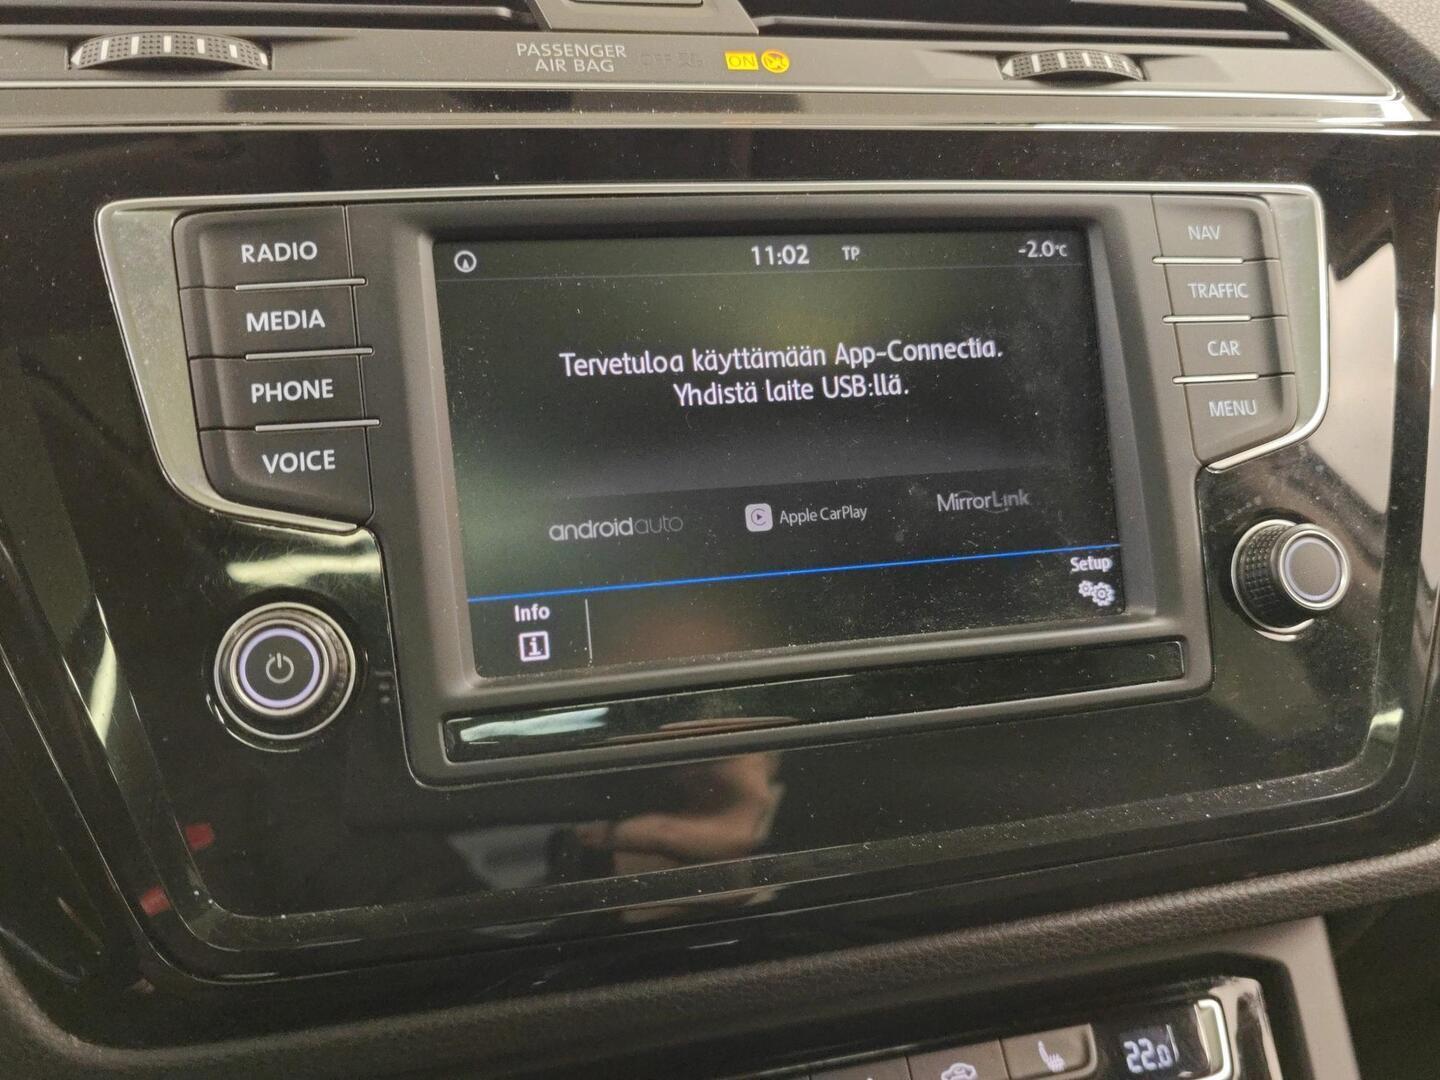 PASSENGER
AIR BAG
OFF
ON
RADIO
MEDIA
PHONE
VOICE
11:02 TP -2.0°C
Tervetuloa käyttämään App-Connectia.
Yhdistä laite USB:llä.
androidauto
Apple CarPlay
MirrorLink
Info
Setup
NAV
TRAFFIC
CAR
MENU
22.0